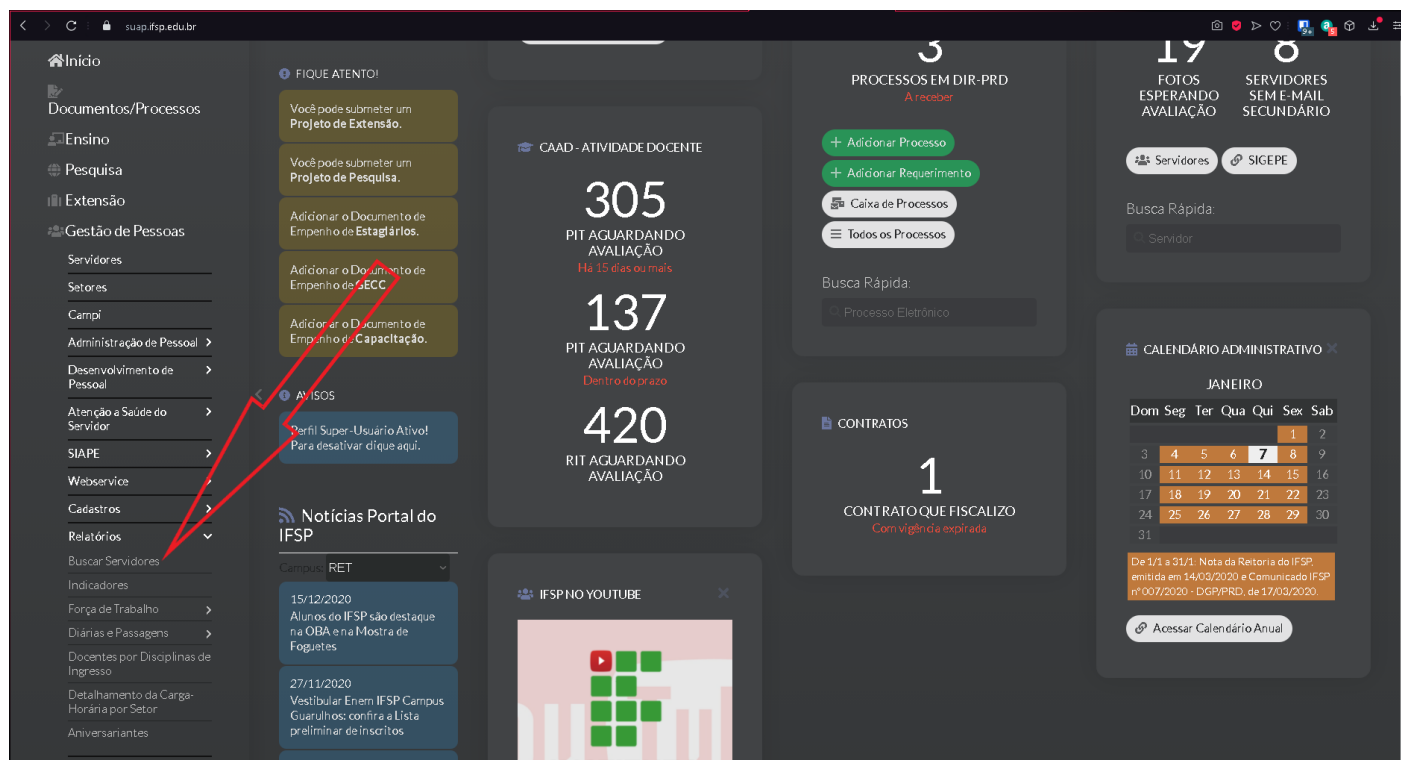 suap.ifsp.edu.br
9+
5
Início
Documentos/Processos
Ensino
Pesquisa
Extensão
Gestão de Pessoas
Servidores
Setores
Campi
Administração de Pessoal
Desenvolvimento de
Pessoal
Atenção a Saúde do
Servidor
SIAPE
Webservice
Cadastros
Relatórios
Buscar Servidores
Indicadores
Força de Trabalho
Diárias e Passagens
Docentes por Disciplinas de
Ingresso
Detalhamento da Carga-
Horária por Setor
Aniversariantes
FIQUE ATENTO!
Você pode submeter um
Projeto de Extensão.
Você pode submeter um
Projeto de Pesquisa.
Adicionar o Documento de
Empenho de Estagiários.
Adicionar o Documento de
Empenho de GECC
Adicionar o Documento de
Empenho de Capacitação.
AVISOS
Perfil Super-Usuário Ativo!
Para desativar clique aqui.
Notícias Portal do
IFSP
Campus: RET
15/12/2020
Alunos do IFSP são destaque
na OBA e na Mostra de
Foguetes
27/11/2020
Vestibular Enem IFSP Campus
Guarulhos: confira a Lista
preliminar de inscritos
CAAD - ATIVIDADE DOCENTE
305
PIT AGUARDANDO
AVALIAÇÃO
Há 15 dias ou mais
137
PIT AGUARDANDO
AVALIAÇÃO
Dentro do prazo
420
RIT AGUARDANDO
AVALIAÇÃO
IFSP NO YOUTUBE
3
PROCESSOS EM DIR-PRD
A receber
+ Adicionar Processo
+ Adicionar Requerimento
Caixa de Processos
Todos os Processos
Busca Rápida:
Processo Eletrônico
CONTRATOS
1
CONTRATO QUE FISCALIZO
Com vigência expirada
19
FOTOS
ESPERANDO
AVALIAÇÃO
8
SERVIDORES
SEM E-MAIL
SECUNDÁRIO
Servidores
SIGEPE
Busca Rápida:
Servidor
CALENDÁRIO ADMINISTRATIVO
JANEIRO
Dom Seg Ter Qua Qui Sex Sab
1 2
3 4 5 6 7 8 9
10 11 12 13 14 15 16
17 18 19 20 21 22 23
24 25 26 27 28 29 30
31
De 1/1 a 31/1: Nota da Reitoria do IFSP,
emitida em 14/03/2020 e Comunicado IFSP
nº 007/2020 - DGP/PRD, de 17/03/2020.
Acessar Calendário Anual